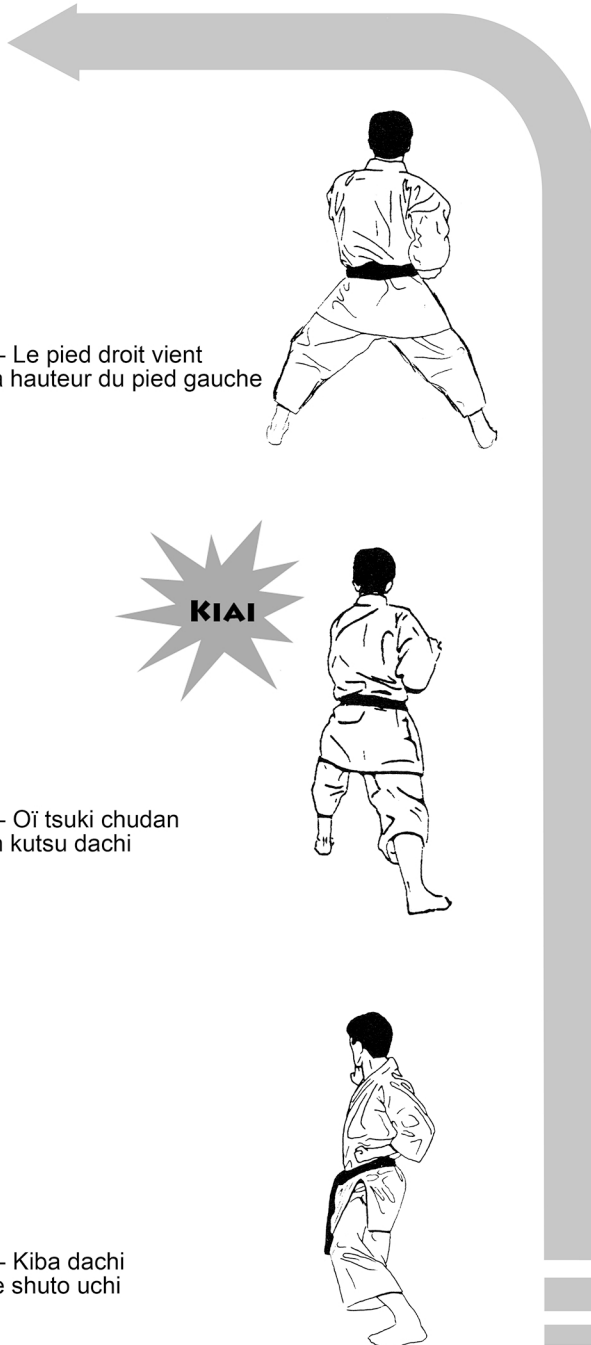 - Le pied droit vient
hauteur du pied gauche
KIAI
- Oï tsuki chudan
kutsu dachi
- Kiba dachi
shuto uchi